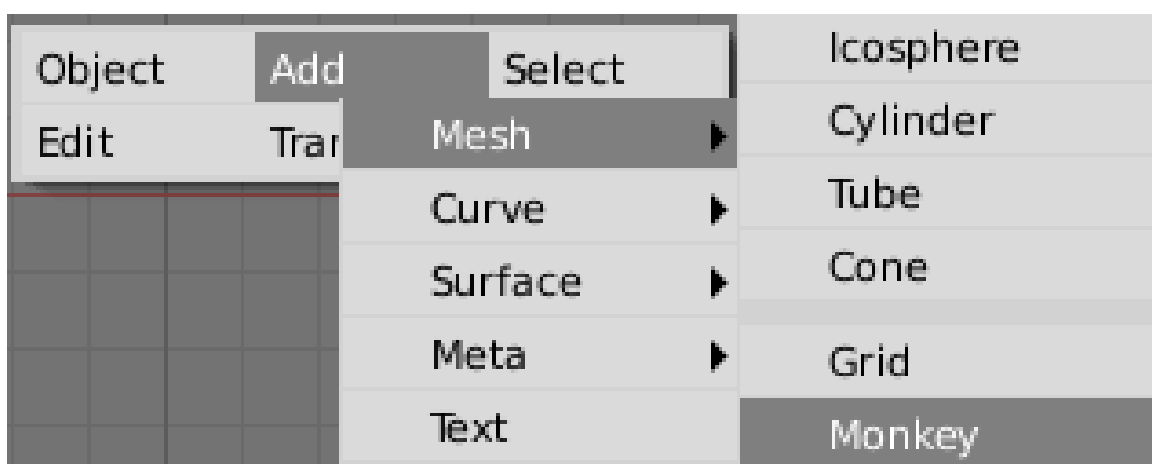 Object Add Select
Edit Tran
Mesh
Curve
Surface
Meta
Text
Icosphere
Cylinder
Tube
Cone
Grid
Monkey